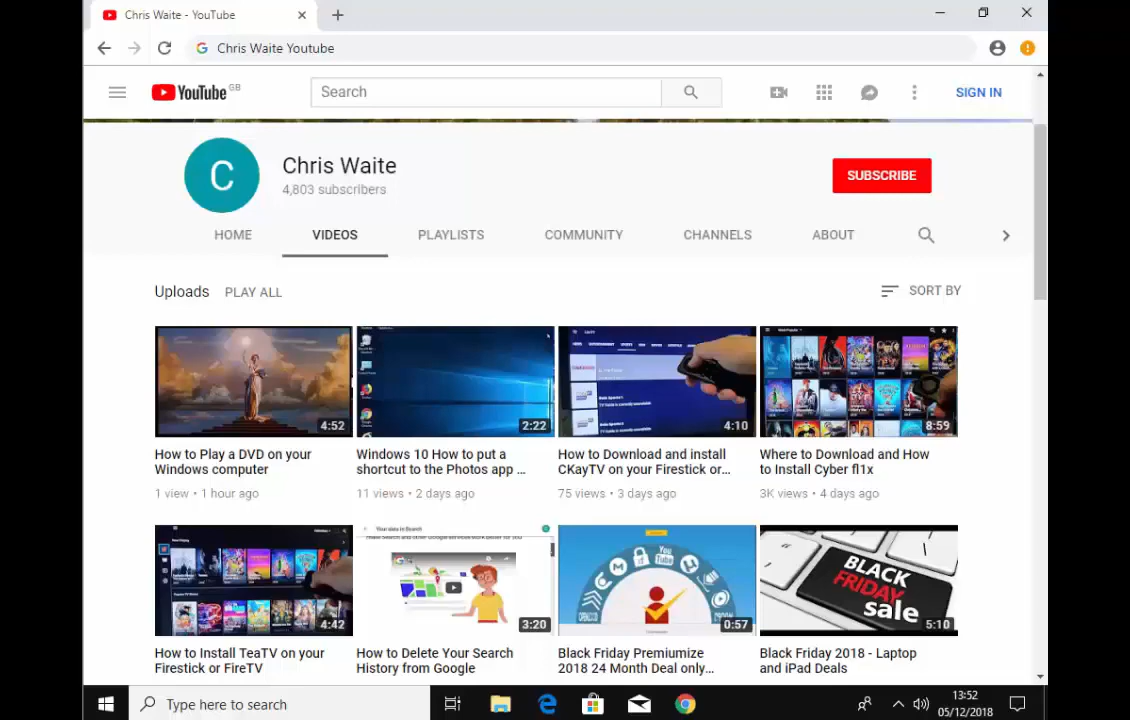 Chris Waite - YouTube
Chris Waite Youtube
YouTube GB
Search
SIGN IN
C
Chris Waite
4,803 subscribers
SUBSCRIBE
HOME
VIDEOS
PLAYLISTS
COMMUNITY
CHANNELS
ABOUT
Uploads
PLAY ALL
SORT BY
4:52
2:22
4:10
8:59
How to Play a DVD on your
Windows computer
1 view • 1 hour ago
Windows 10 How to put a
shortcut to the Photos app ...
11 views • 2 days ago
How to Download and install
CKayTV on your Firestick or...
75 views • 3 days ago
Where to Download and How
to Install Cyber fl1x
3K views • 4 days ago
Your data in Search
4:42
3:20
You
Tube
0:57
BLACK
FRIDAY
sale
5:10
How to Install TeaTV on your
Firestick or FireTV
How to Delete Your Search
History from Google
Black Friday Premiumize
2018 24 Month Deal only...
Black Friday 2018 - Laptop
and iPad Deals
Type here to search
13:52
05/12/2018